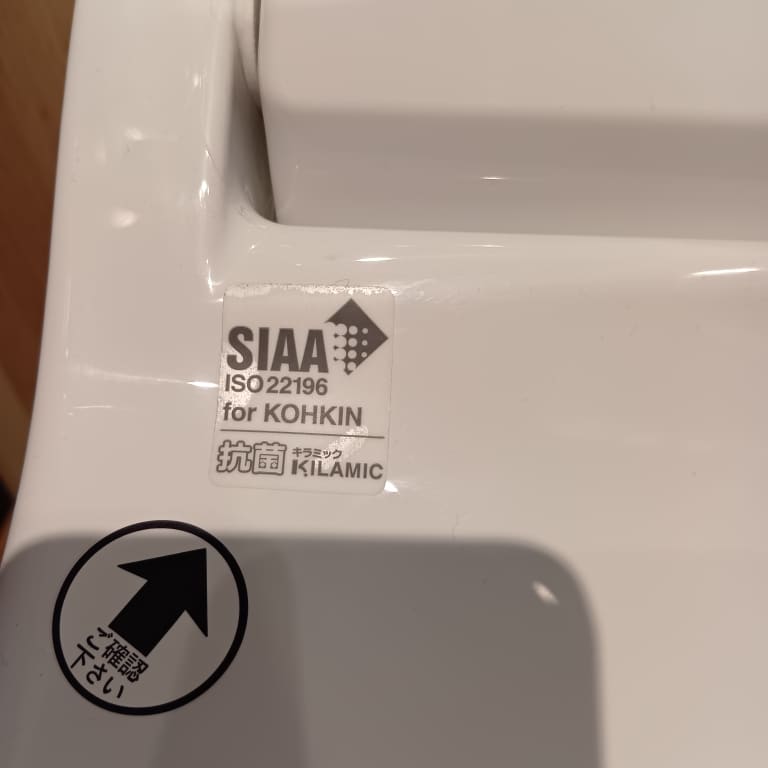 SIAA
ISO 22196
for KOHKIN
抗菌 キラミック KILAMIC
ご確認
下さい